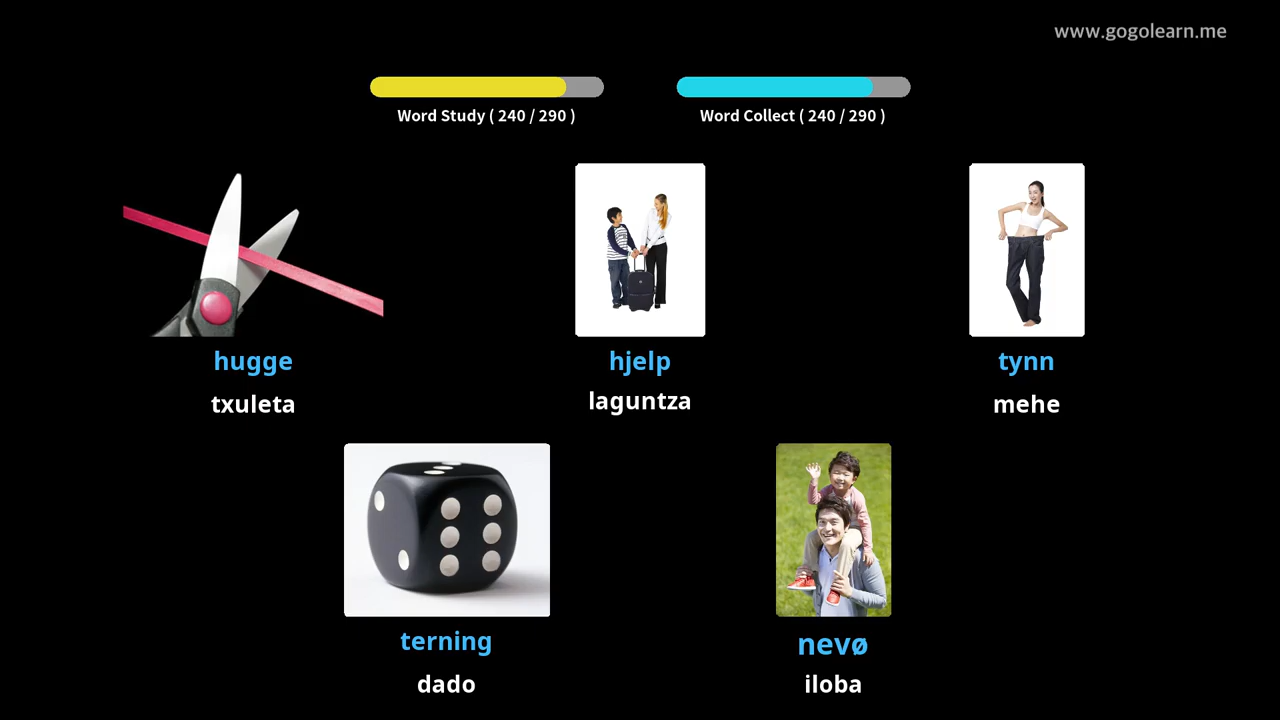 www.gogolearn.me
Word Study ( 240 / 290 )
Word Collect ( 240 / 290 )
hugge
txuleta
hjelp
laguntza
tynn
mehe
terning
dado
nevø
iloba